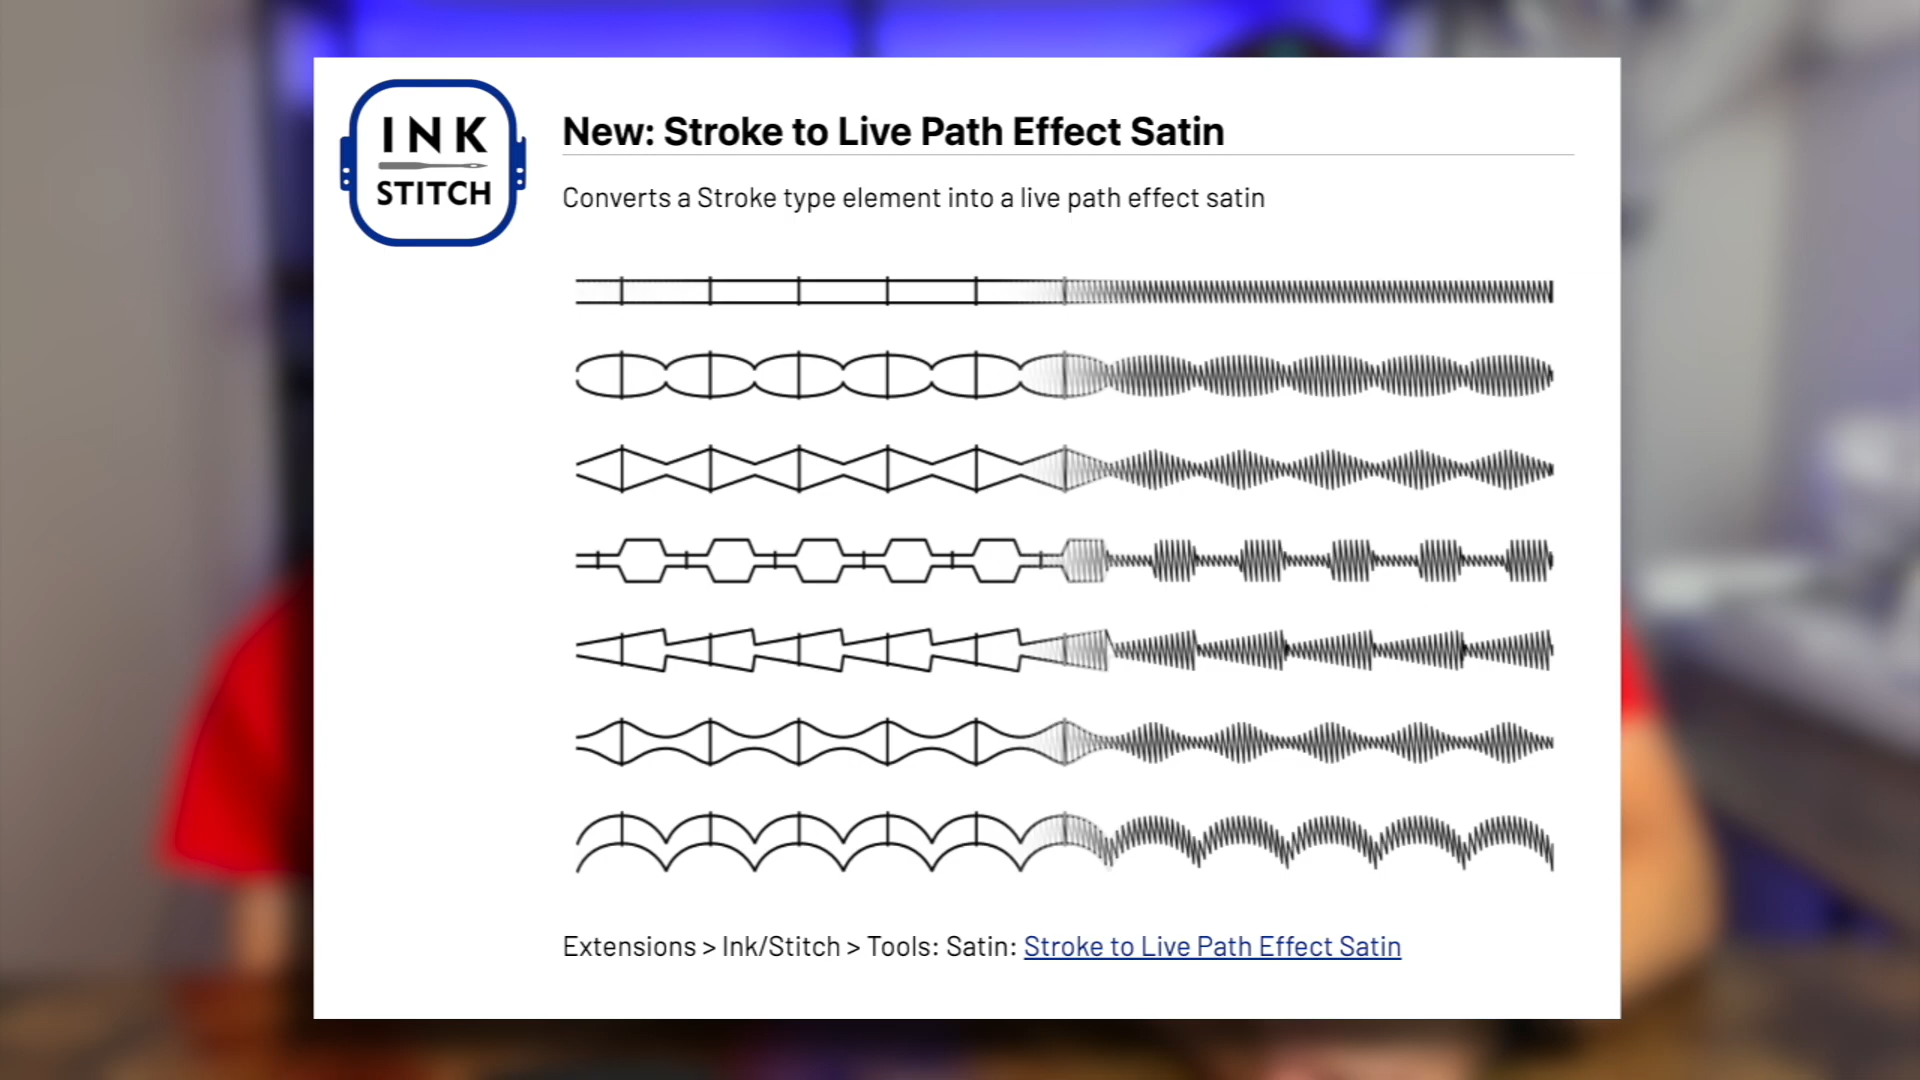 INK
STITCH
New: Stroke to Live Path Effect Satin
Converts a Stroke type element into a live path effect satin
Extensions > Ink/Stitch > Tools: Satin: Stroke to Live Path Effect Satin